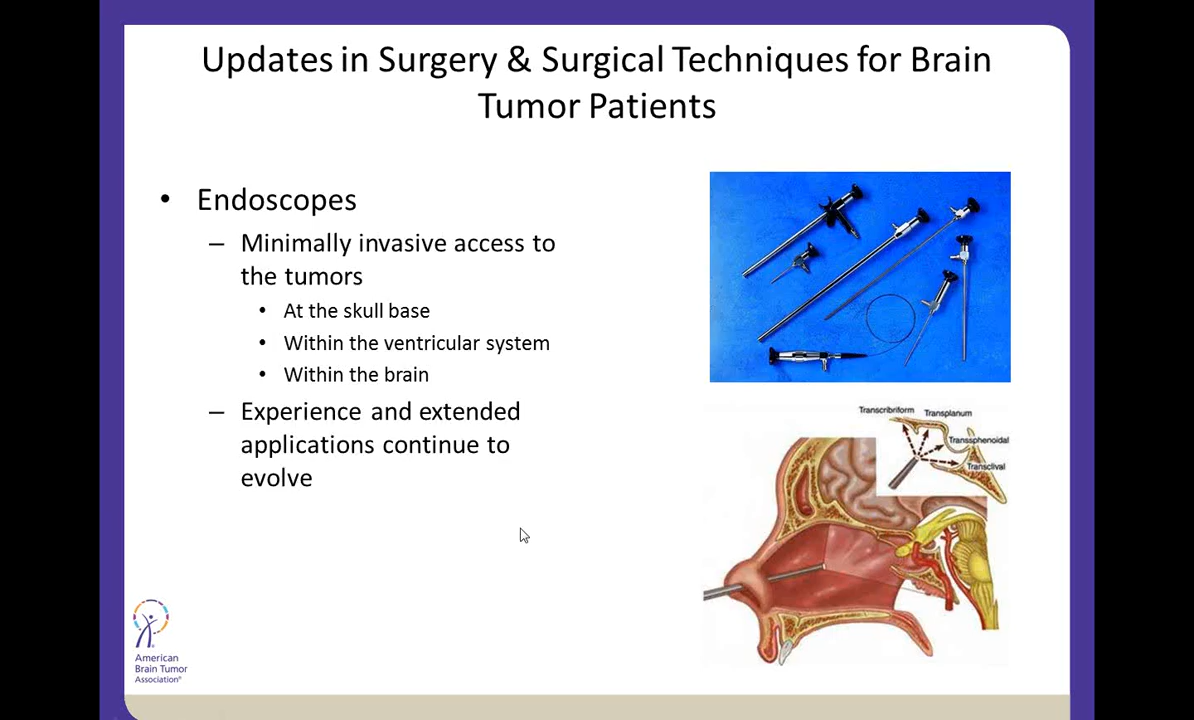 Updates in Surgery & Surgical Techniques for Brain
Tumor Patients
• Endoscopes
– Minimally invasive access to
the tumors
• At the skull base
• Within the ventricular system
• Within the brain
– Experience and extended
applications continue to
evolve
Transcribriform
Transplanum
Transsphenoidal
Transclival
American
Brain Tumor
Association®